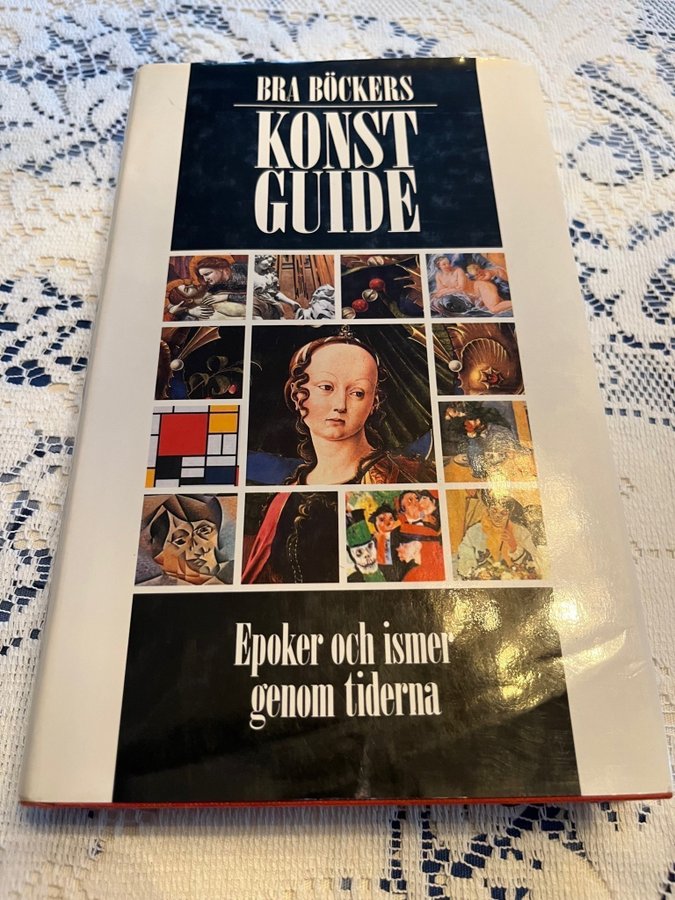 BRA BÖCKERS
KONST
GUIDE
Epoker och ismer
genom tiderna